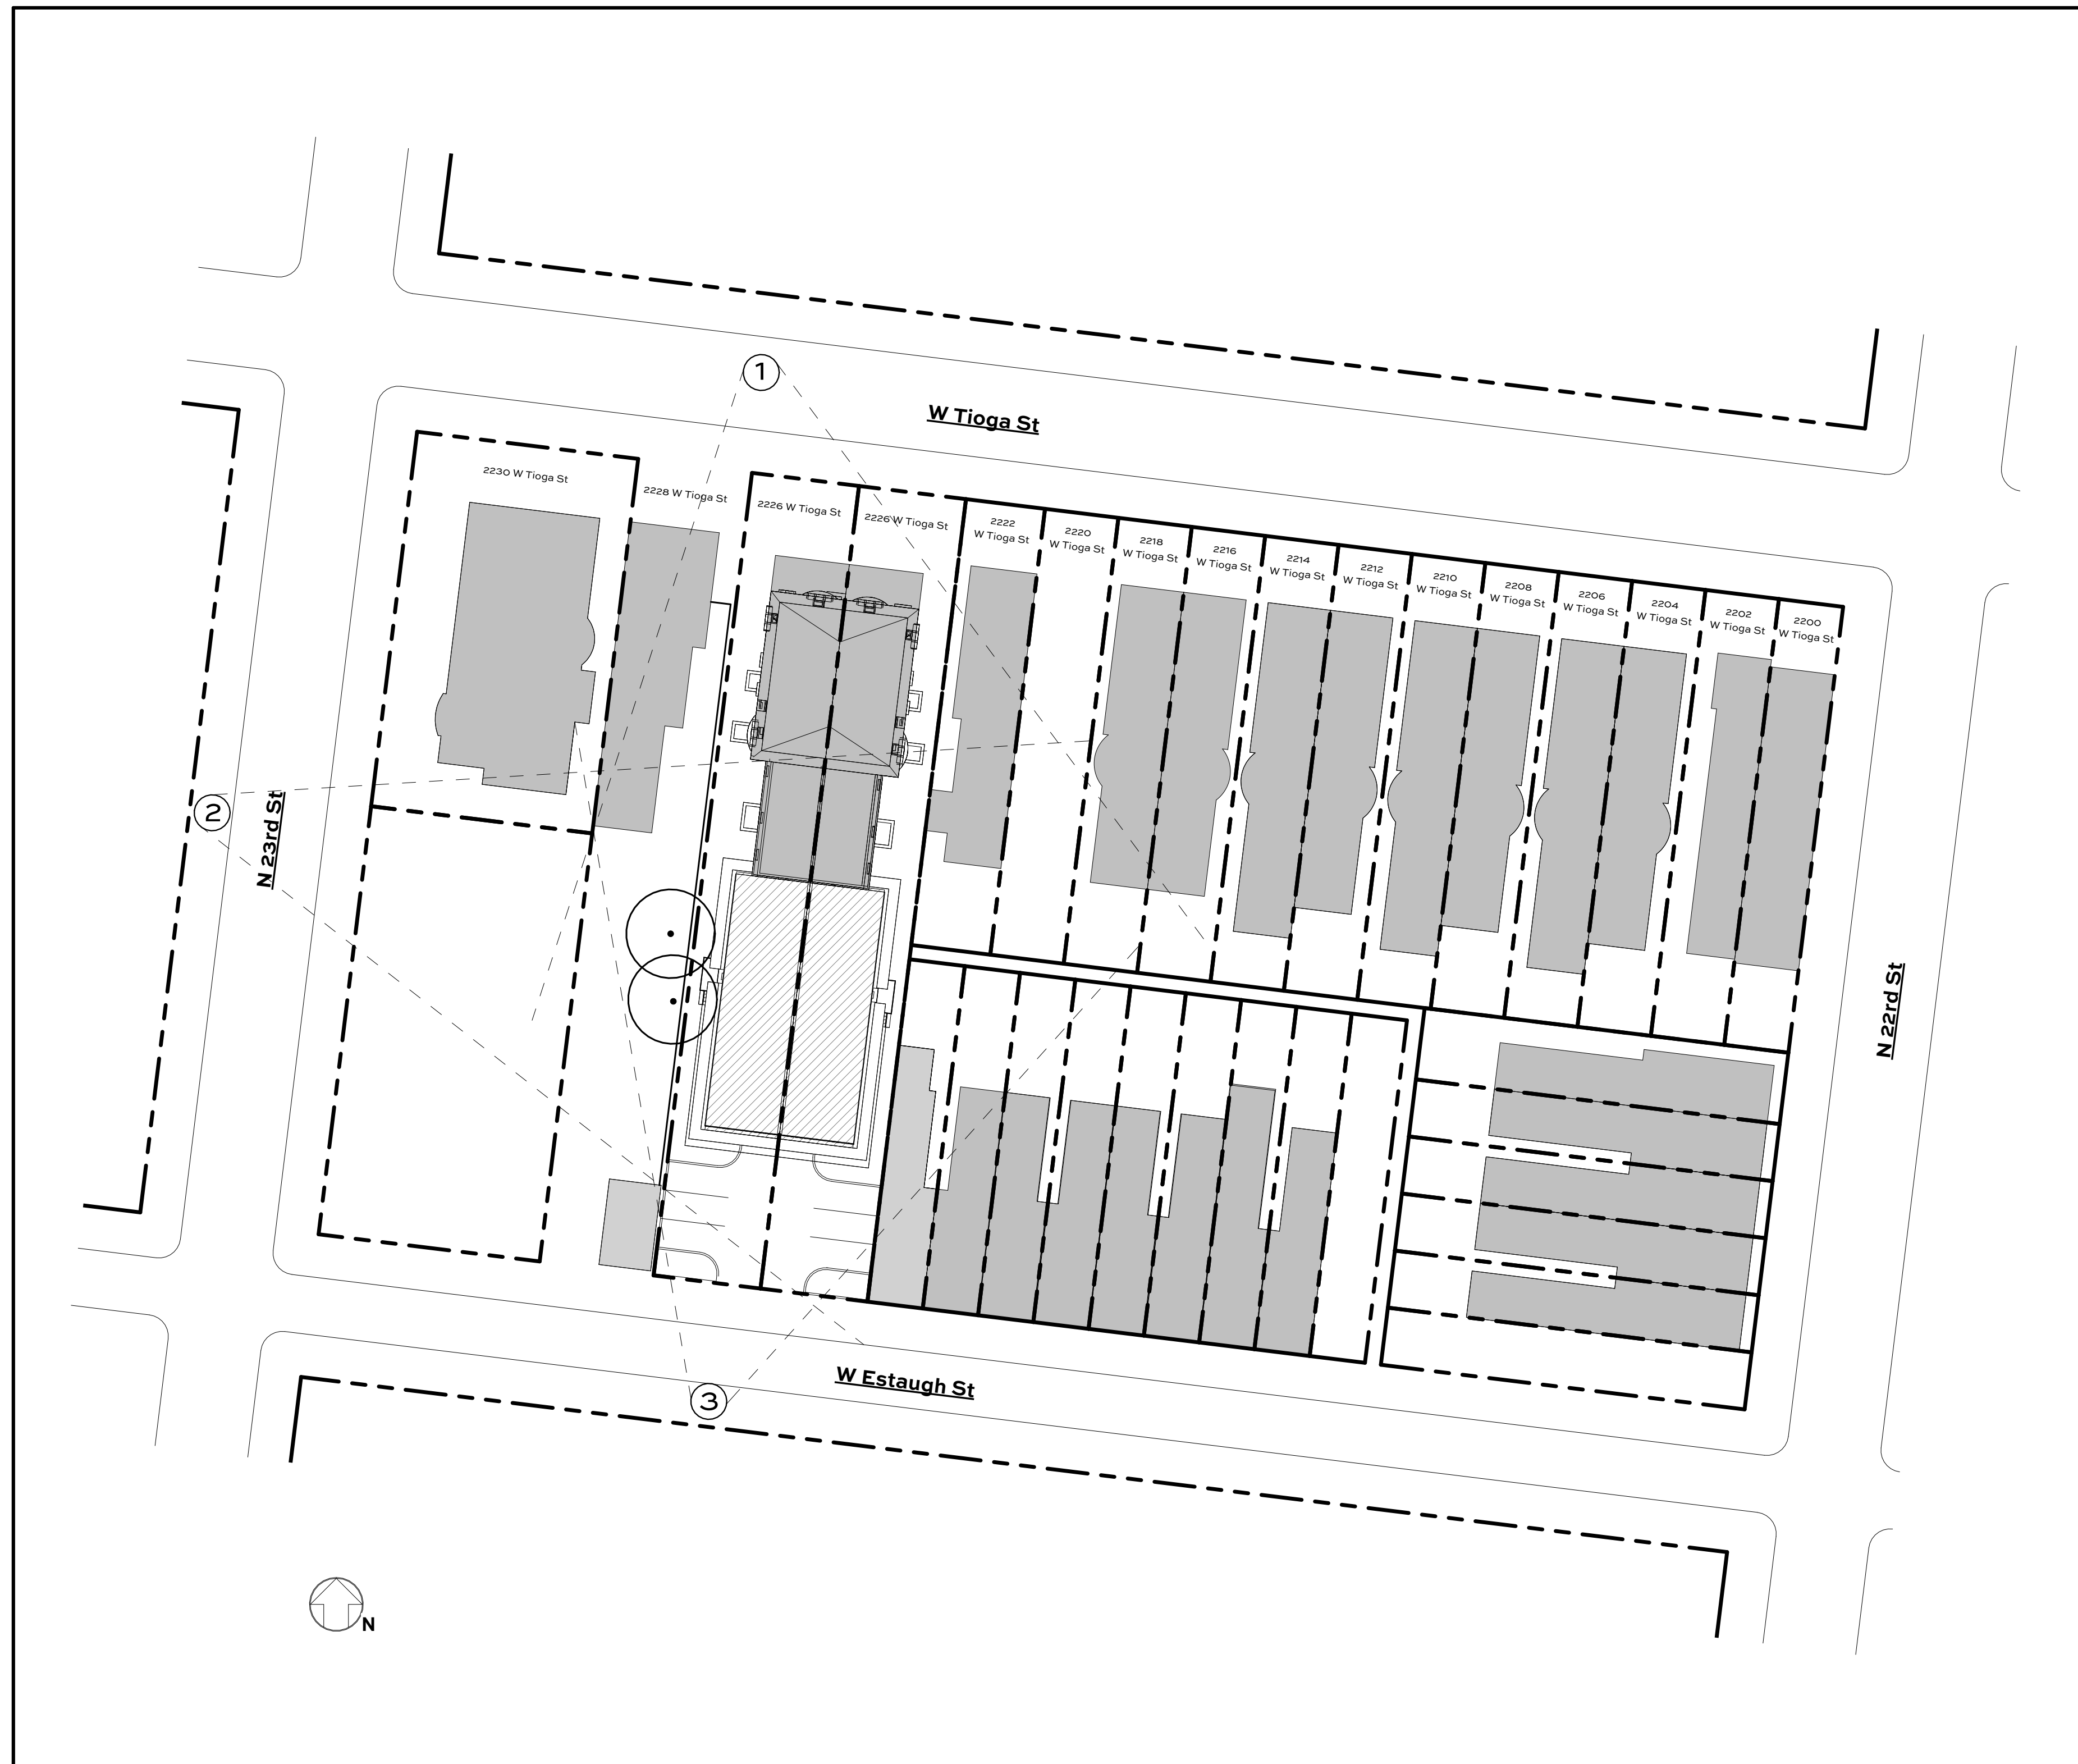 1
W Tioga St
2230 W Tioga St
2228 W Tioga St
2226 W Tioga St
2226 W Tioga St
2222
W Tioga St
2220
W Tioga St
2218
W Tioga St
2216
W Tioga St
2214
W Tioga St
2212
W Tioga St
2210
W Tioga St
2208
W Tioga St
2206
W Tioga St
2204
W Tioga St
2202
W Tioga St
2200
W Tioga St
2
N 23rd St
N 22rd St
W Estaugh St
3
N